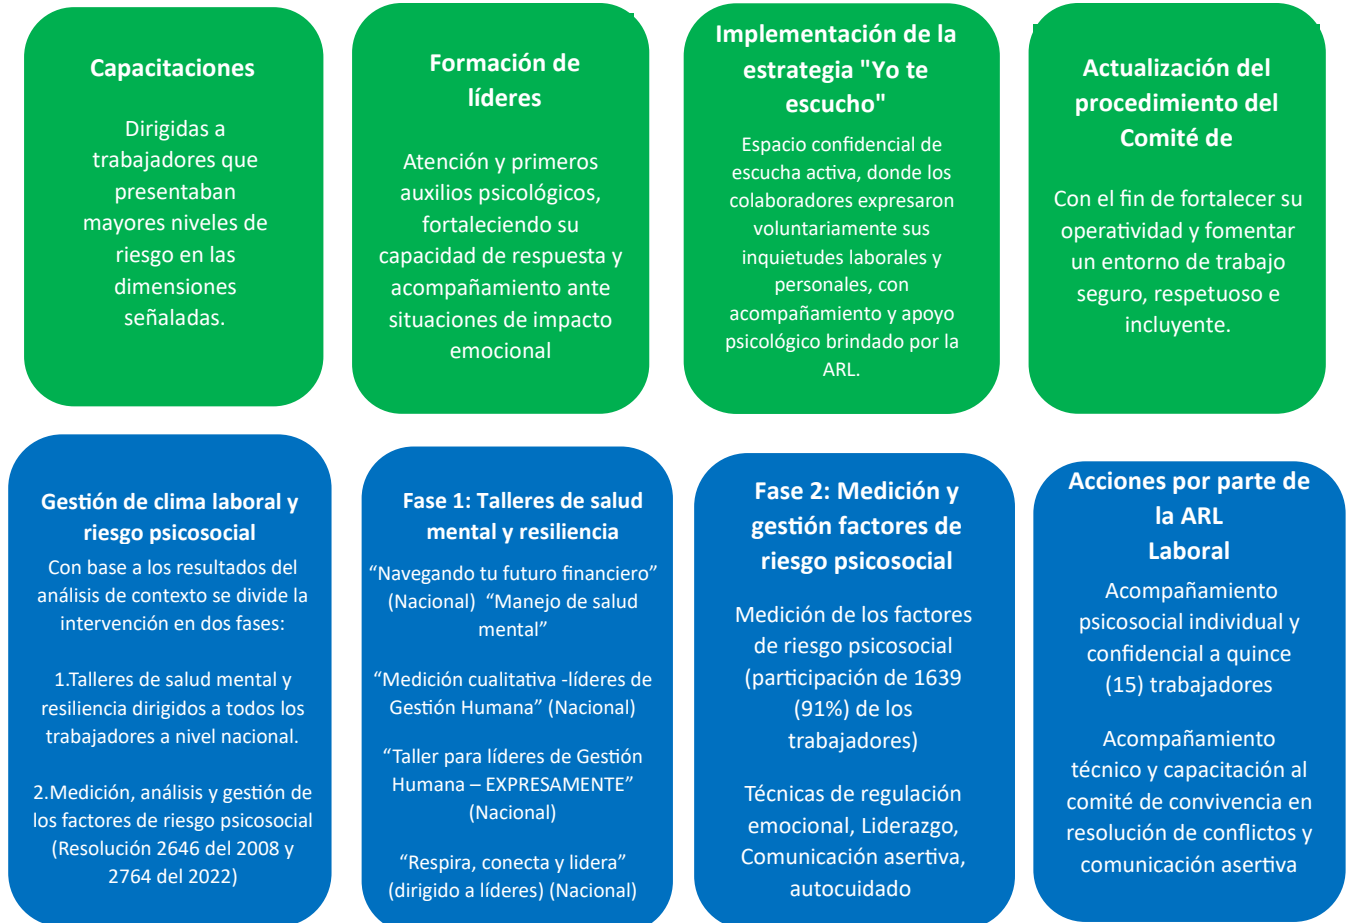 Capacitaciones
Dirigidas a
trabajadores que
presentaban
mayores niveles de
riesgo en las
dimensiones
señaladas.
Formación de
líderes
Atención y primeros
auxilios psicológicos,
fortaleciendo su
capacidad de respuesta y
acompañamiento ante
situaciones de impacto
emocional
Implementación de la
estrategia "Yo te
escucho"
Espacio confidencial de
escucha activa, donde los
colaboradores expresaron
voluntariamente sus
inquietudes laborales y
personales, con
acompañamiento y apoyo
psicológico brindado por la
ARL.
Actualización del
procedimiento del
Comité de
Con el fin de fortalecer su
operatividad y fomentar
un entorno de trabajo
seguro, respetuoso e
incluyente.
Gestión de clima laboral y
riesgo psicosocial
Con base a los resultados del
análisis de contexto se divide la
intervención en dos fases:
1.Talleres de salud mental y
resiliencia dirigidos a todos los
trabajadores a nivel nacional.
2.Medición, análisis y gestión de
los factores de riesgo psicosocial
(Resolución 2646 del 2008 y
2764 del 2022)
Fase 1: Talleres de salud
mental y resiliencia
“Navegando tu futuro financiero”
(Nacional) “Manejo de salud
mental”
“Medición cualitativa -líderes de
Gestión Humana” (Nacional)
“Taller para líderes de Gestión
Humana – EXPRESAMENTE”
(Nacional)
“Respira, conecta y lidera”
(dirigido a líderes) (Nacional)
Fase 2: Medición y
gestión factores de
riesgo psicosocial
Medición de los factores
de riesgo psicosocial
(participación de 1639
(91%) de los
trabajadores)
Técnicas de regulación
emocional, Liderazgo,
Comunicación asertiva,
autocuidado
Acciones por parte de
la ARL
Laboral
Acompañamiento
psicosocial individual y
confidencial a quince
(15) trabajadores
Acompañamiento
técnico y capacitación al
comité de convivencia en
resolución de conflictos y
comunicación asertiva